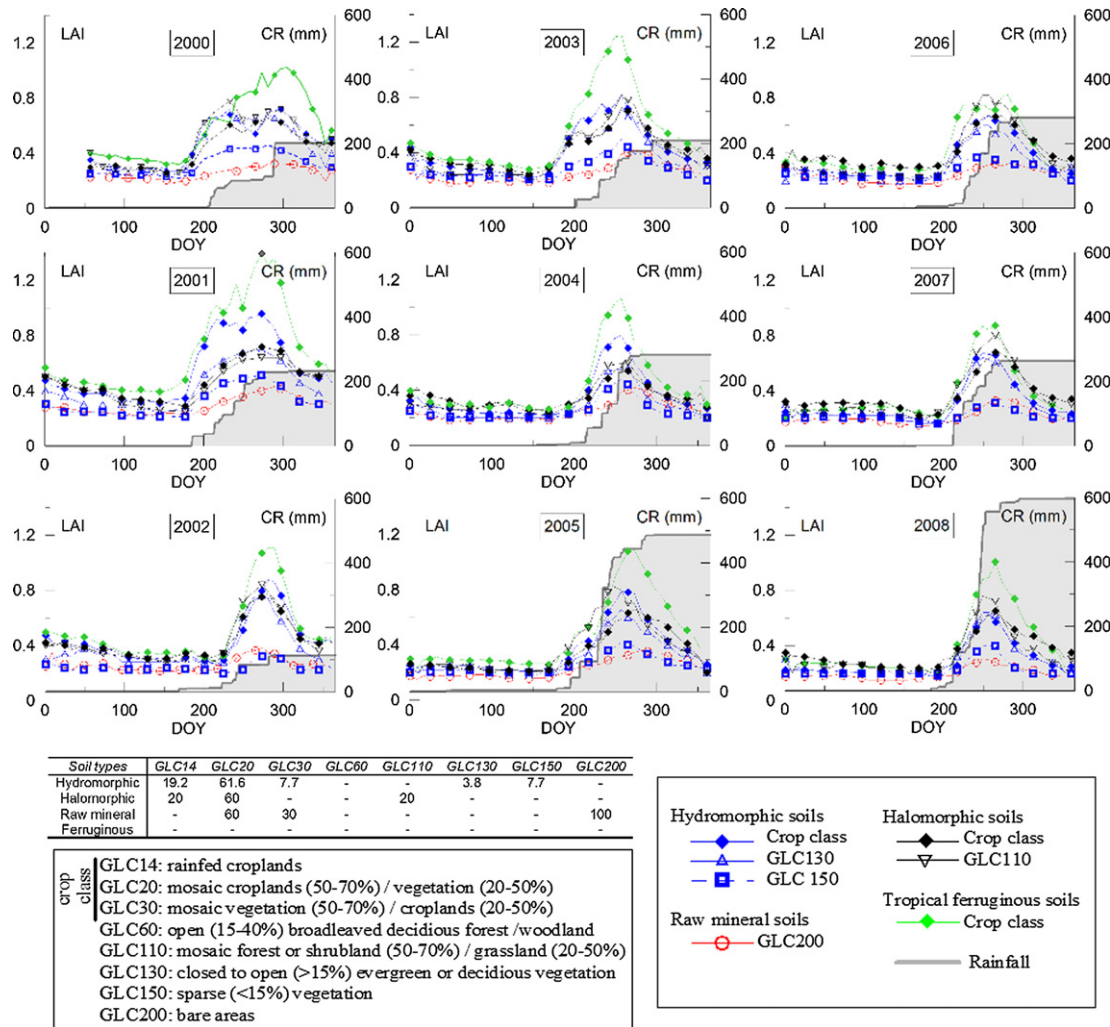 600 600 600
LAI 2000 CR (mm) LAI 2003 CR (mm) LAI 2006 CR (mm)
1.2 1.2 1.2
400 400 400
0.8 0.8 0.8
200 200 200
0.4 0.4 0.4
0 0 0 0 0 0
0 100 200 300 0 100 200 300 0 100 200 300
DOY DOY DOY
600 600 600
LAI 2001 CR (mm) LAI 2004 CR (mm) LAI 2007 CR (mm)
1.2 1.2 1.2
400 400 400
0.8 0.8 0.8
200 200 200
0.4 0.4 0.4
0 0 0 0 0 0
0 100 200 300 0 100 200 300 0 100 200 300
DOY DOY DOY
600 600 600
LAI 2002 CR (mm) LAI 2005 CR (mm) LAI 2008 CR (mm)
1.2 1.2 1.2
400 400 400
0.8 0.8 0.8
200 200 200
0.4 0.4 0.4
0 0 0 0 0 0
0 100 200 300 0 100 200 300 0 100 200 300
DOY DOY DOY
Soil types GLC14 GLC20 GLC30 GLC60 GLC110 GLC130 GLC150 GLC200
Hydromorphic 19.2 61.6 7.7 - - 3.8 7.7 -
Halomorphic 20 60 - - 20 - - -
Raw mineral - 60 30 - - - - 100
Ferruginous - - - - - - - -
crop class
GLC14: rainfed croplands
GLC20: mosaic croplands (50-70%) / vegetation (20-50%)
GLC30: mosaic vegetation (50-70%) / croplands (20-50%)
GLC60: open (15-40%) broadleaved decidious forest /woodland
GLC110: mosaic forest or shrubland (50-70%) / grassland (20-50%)
GLC130: closed to open (>15%) evergreen or decidious vegetation
GLC150: sparse (<15%) vegetation
GLC200: bare areas
Hydromorphic soils
Crop class
GLC130
GLC 150
Raw mineral soils
GLC200
Halomorphic soils
Crop class
GLC110
Tropical ferruginous soils
Crop class
Rainfall